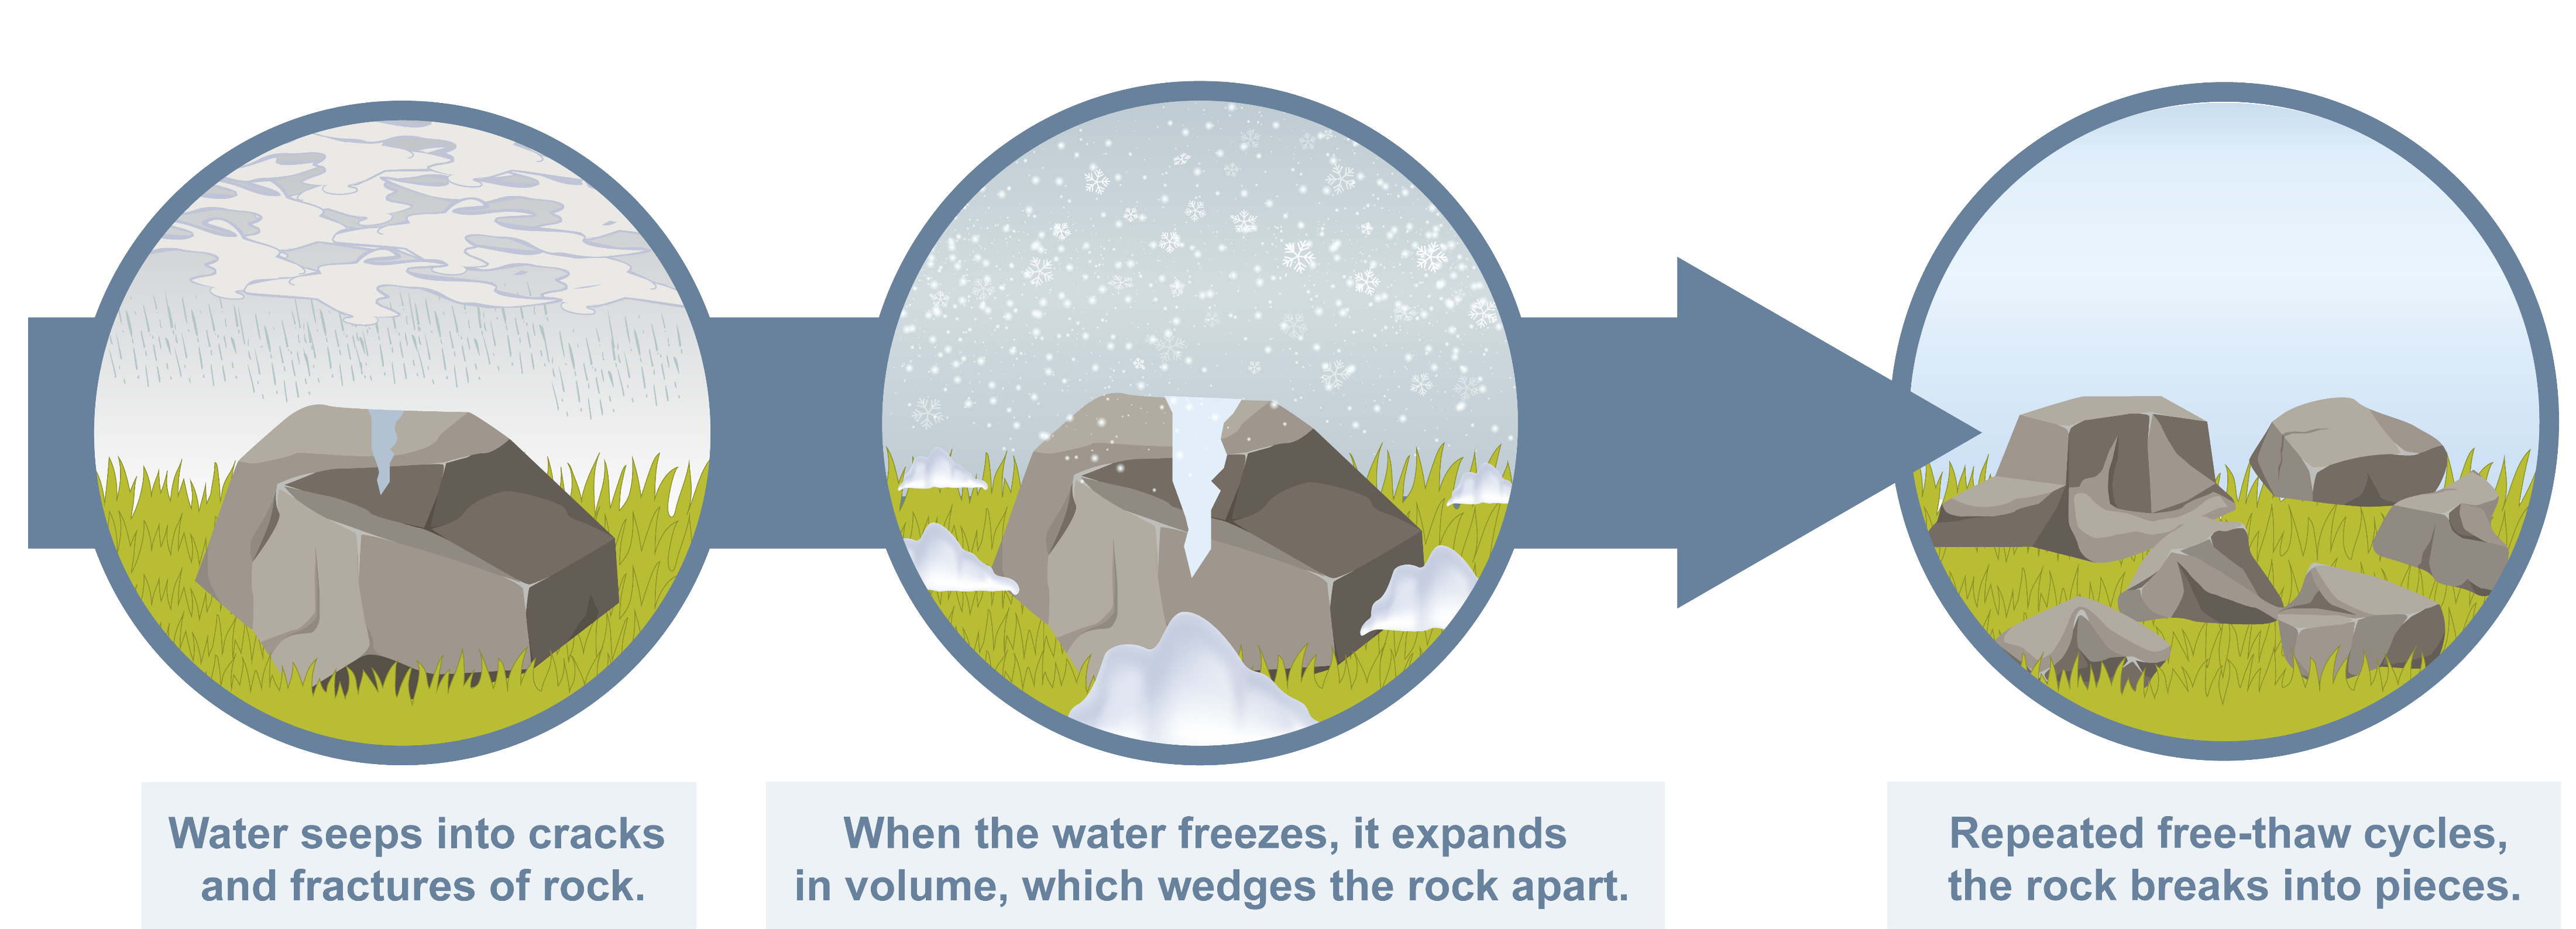 Water seeps into cracks
and fractures of rock.
When the water freezes, it expands
in volume, which wedges the rock apart.
Repeated free-thaw cycles,
the rock breaks into pieces.